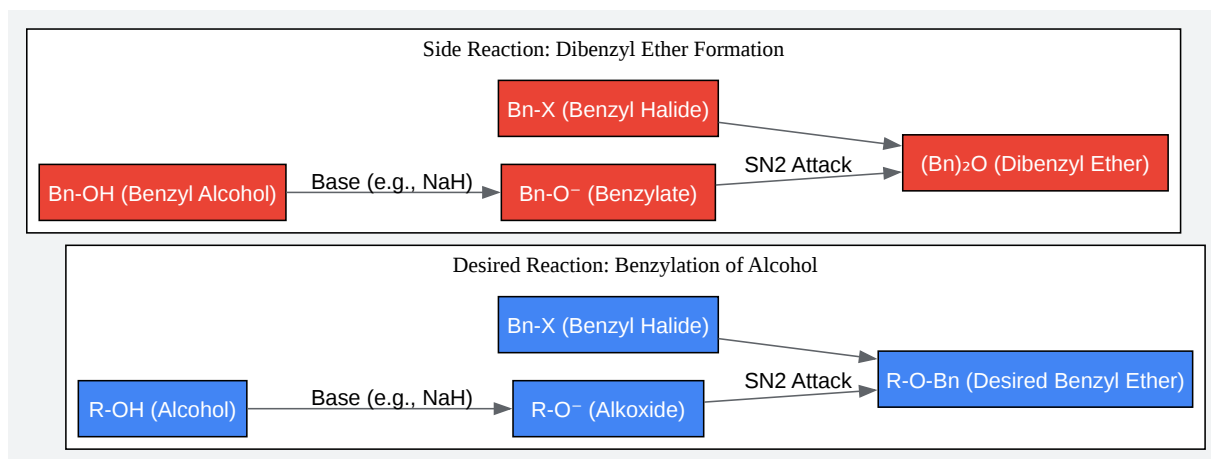 Side Reaction: Dibenzyl Ether Formation
Bn-X (Benzyl Halide)
Bn-OH (Benzyl Alcohol)
Base (e.g., NaH)
Bn-O⁻ (Benzylate)
SN2 Attack
(Bn)₂O (Dibenzyl Ether)
Desired Reaction: Benzylation of Alcohol
Bn-X (Benzyl Halide)
R-OH (Alcohol)
Base (e.g., NaH)
R-O⁻ (Alkoxide)
SN2 Attack
R-O-Bn (Desired Benzyl Ether)